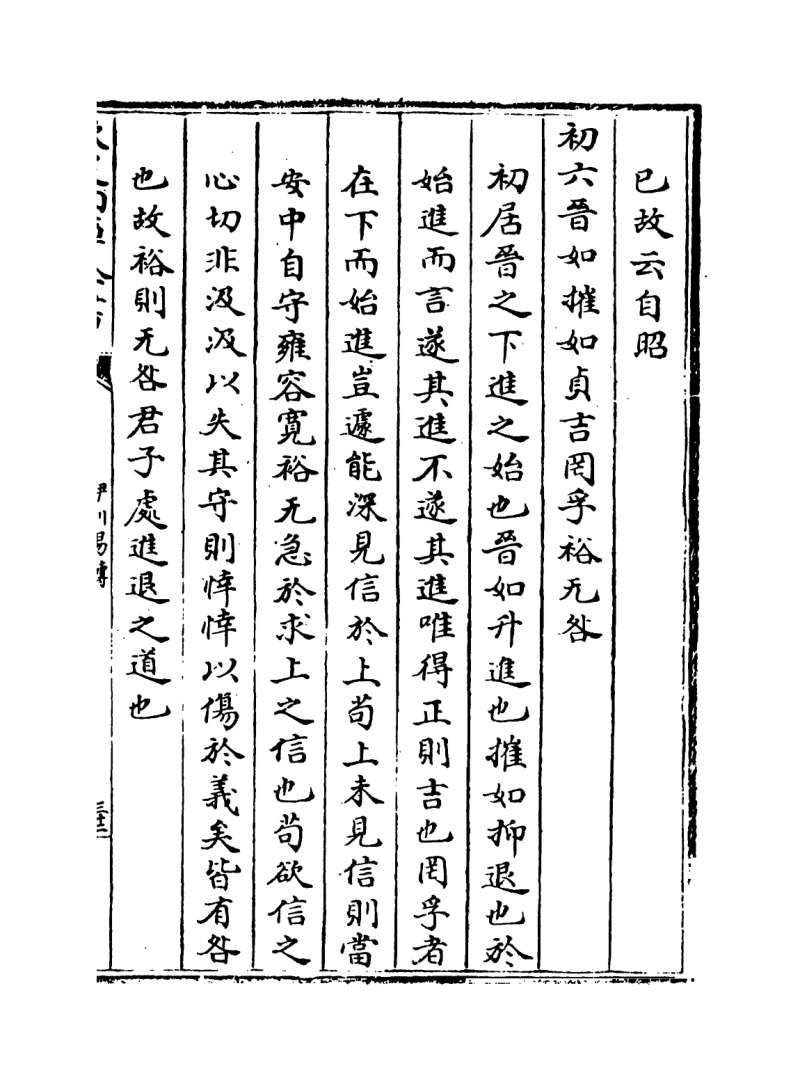 已故云自昭
初六晉如摧如貞吉罔孚裕无咎
初居晉之下進之始也晉如升進也摧如抑退也於
始進而言遂其進不遂其進唯得正則吉也罔孚者
在下而始進豈遽能深見信於上苟上未見信則當
安中自守雍容寛裕无急於求上之信也苟欲信之
心切非汲汲以失其守則悻悻以傷於義矣皆有咎
也故裕則无咎君子處進退之道也
伊川易傳
三十二